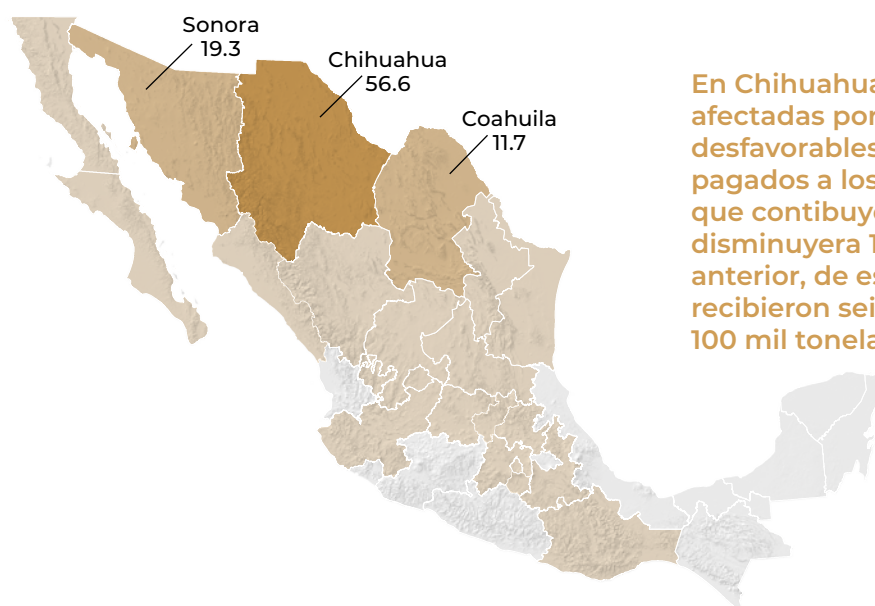 Sonora
19.3
Chihuahua
56.6
Coahuila
11.7
En Chihuahua
afectadas por
desfavorables
pagados a los
que contibuye
disminuyera 1
anterior, de es
recibieron sei
100 mil tonela